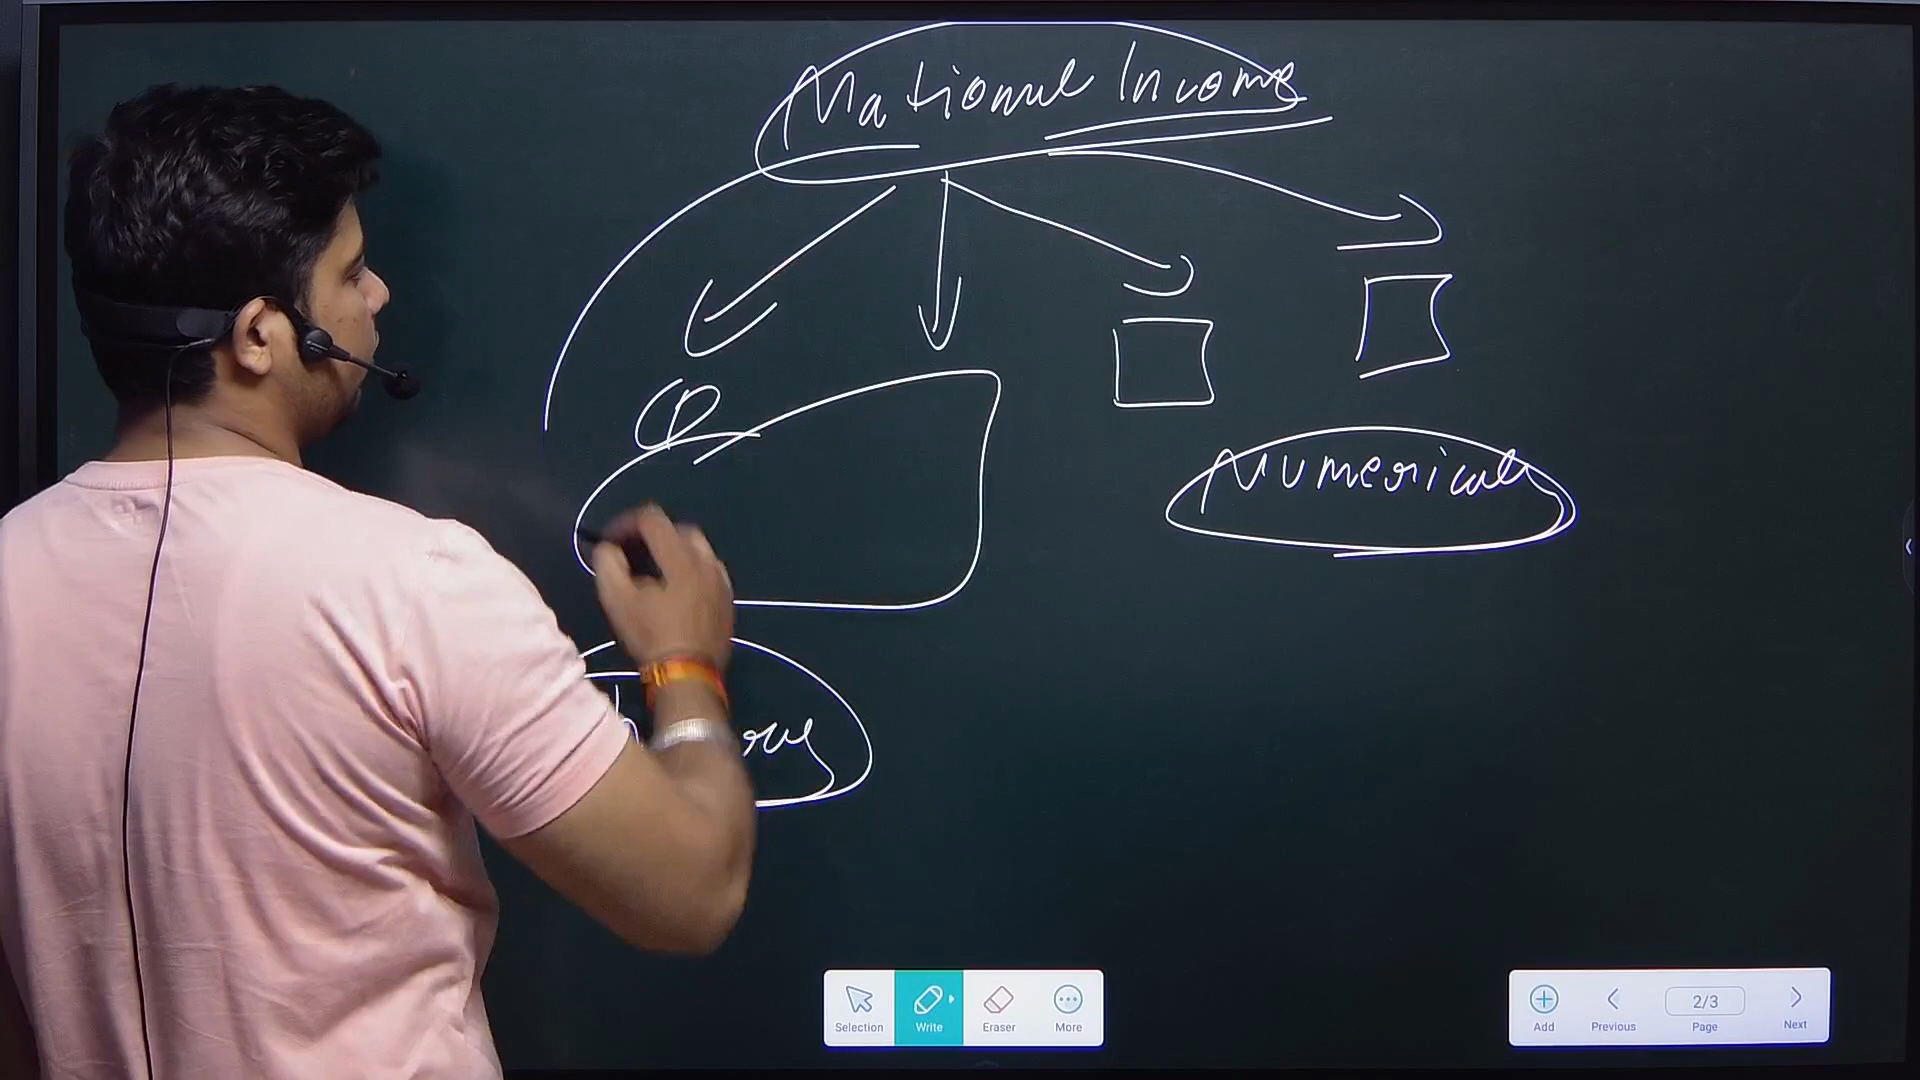 National Income
Numericals
Selection
Write
Eraser
More
Add
Previous
2/3
Page
Next